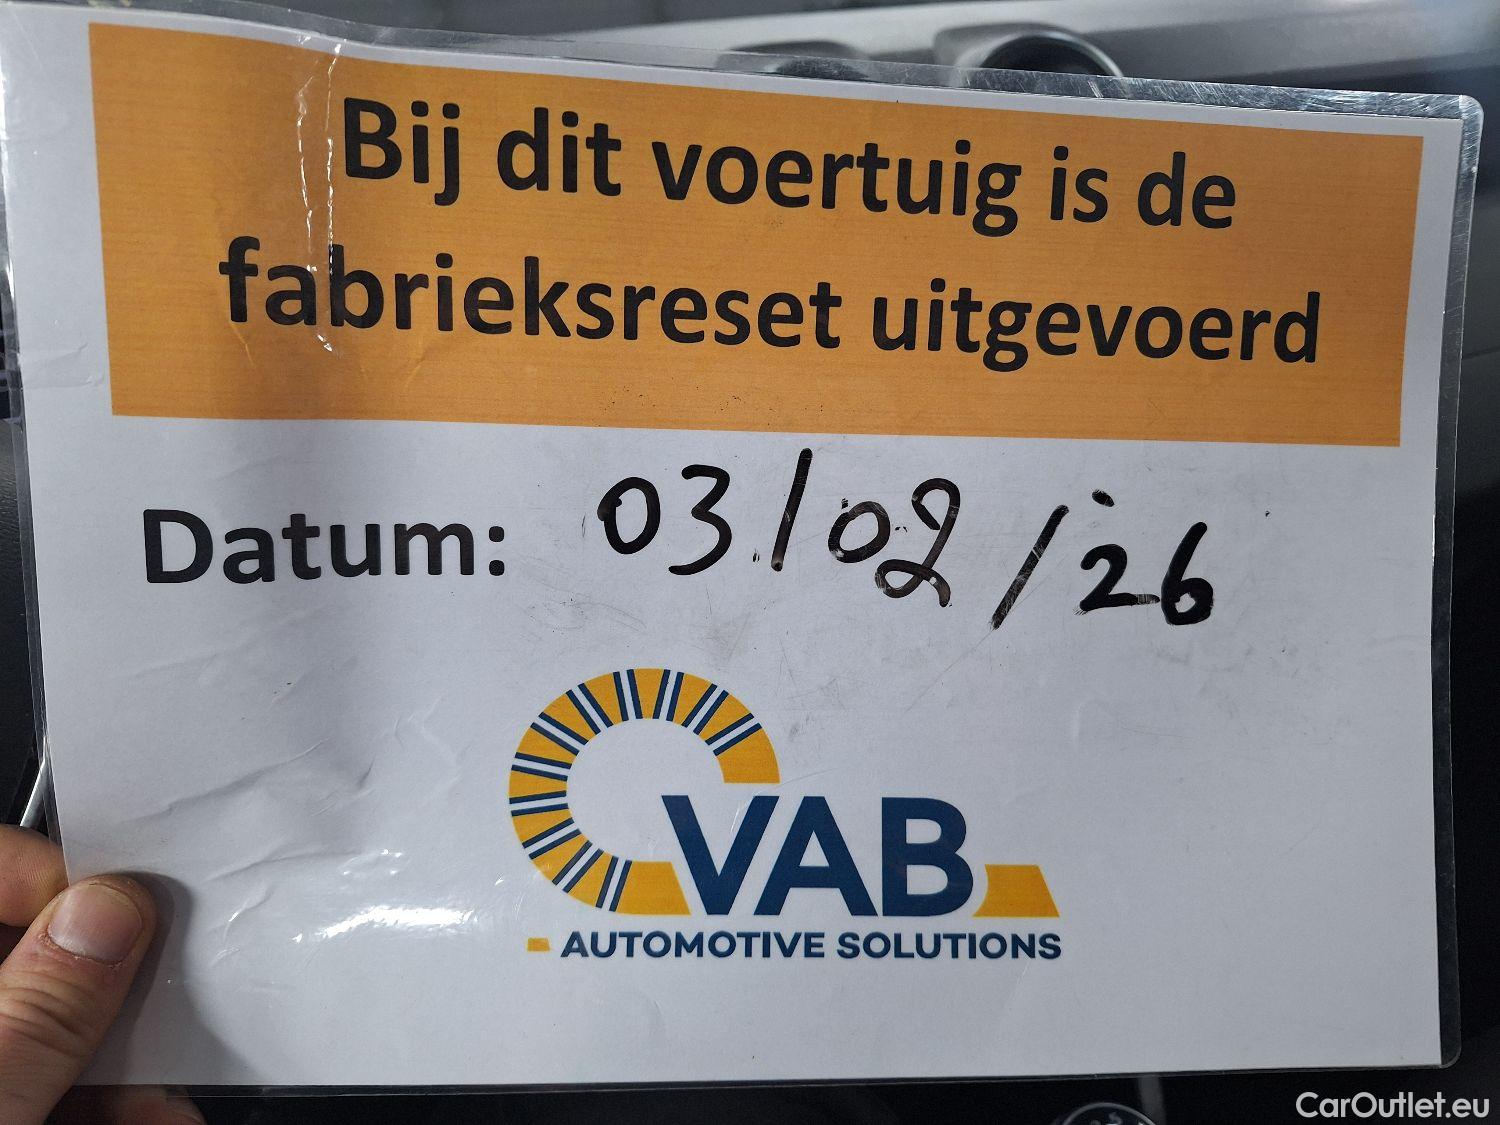 Bij dit voertuig is de
fabrieksreset uitgevoerd
Datum: 03/02/26
VAB
AUTOMOTIVE SOLUTIONS
CarOutlet.eu